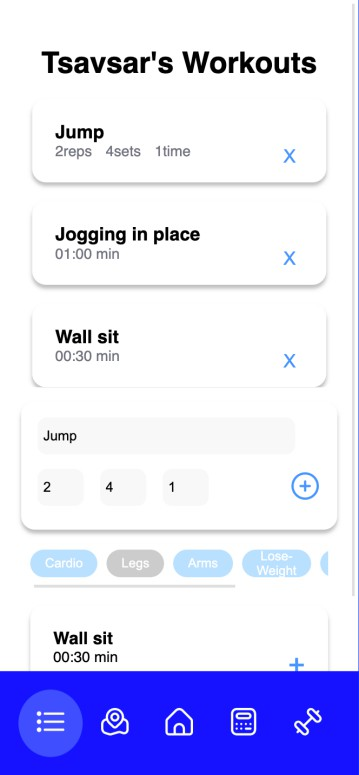 Tsavsar's Workouts
Jump
2reps 4sets 1time
X
Jogging in place
01:00 min
X
Wall sit
00:30 min
X
Jump
2 4 1
Cardio Legs Arms Lose-
Weight
Wall sit
00:30 min